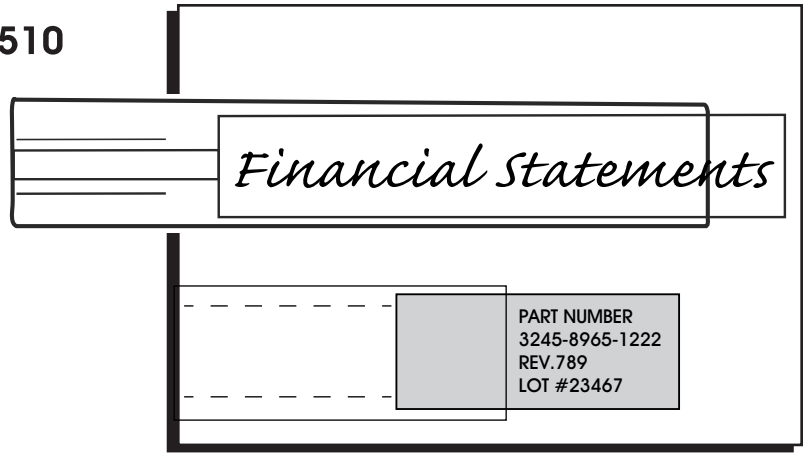 510
Financial Statements
PART NUMBER
3245-8965-1222
REV.789
LOT #23467